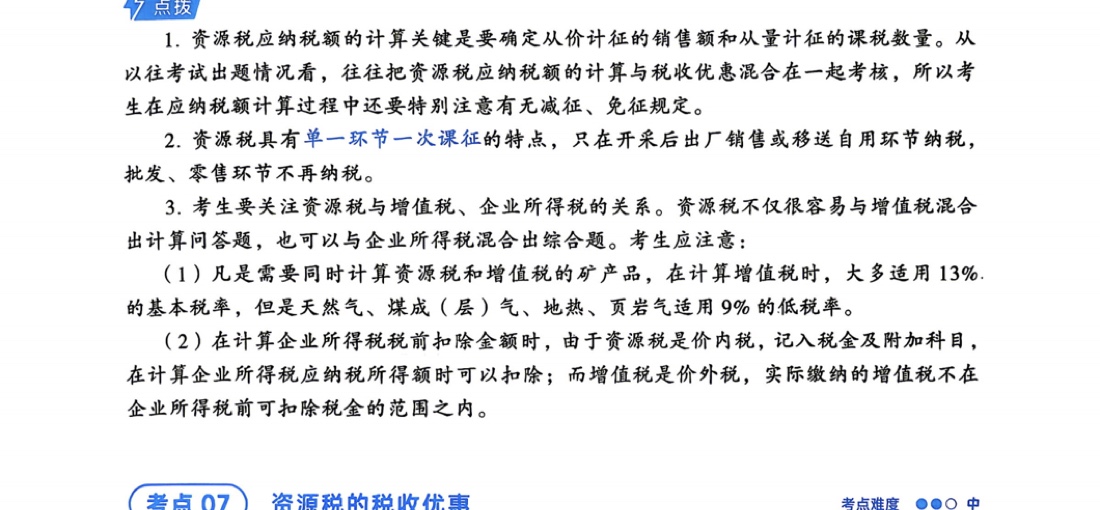 点拨
1. 资源税应纳税额的计算关键是要确定从价计征的销售额和从量计征的课税数量。从
以往考试出题情况看，往往把资源税应纳税额的计算与税收优惠混合在一起考核，所以考
生在应纳税额计算过程中还要特别注意有无减征、免征规定。
2. 资源税具有单一环节一次课征的特点，只在开采后出厂销售或移送自用环节纳税，
批发、零售环节不再纳税。
3. 考生要关注资源税与增值税、企业所得税的关系。资源税不仅很容易与增值税混合
出计算问答题，也可以与企业所得税混合出综合题。考生应注意：
（1）凡是需要同时计算资源税和增值税的矿产品，在计算增值税时，大多适用 13%
的基本税率，但是天然气、煤成（层）气、地热、页岩气适用 9% 的低税率。
（2）在计算企业所得税税前扣除金额时，由于资源税是价内税，记入税金及附加科目，
在计算企业所得税应纳税所得额时可以扣除；而增值税是价外税，实际缴纳的增值税不在
企业所得税前可扣除税金的范围之内。
考点 07 资源税的税收优惠 考点难度 中